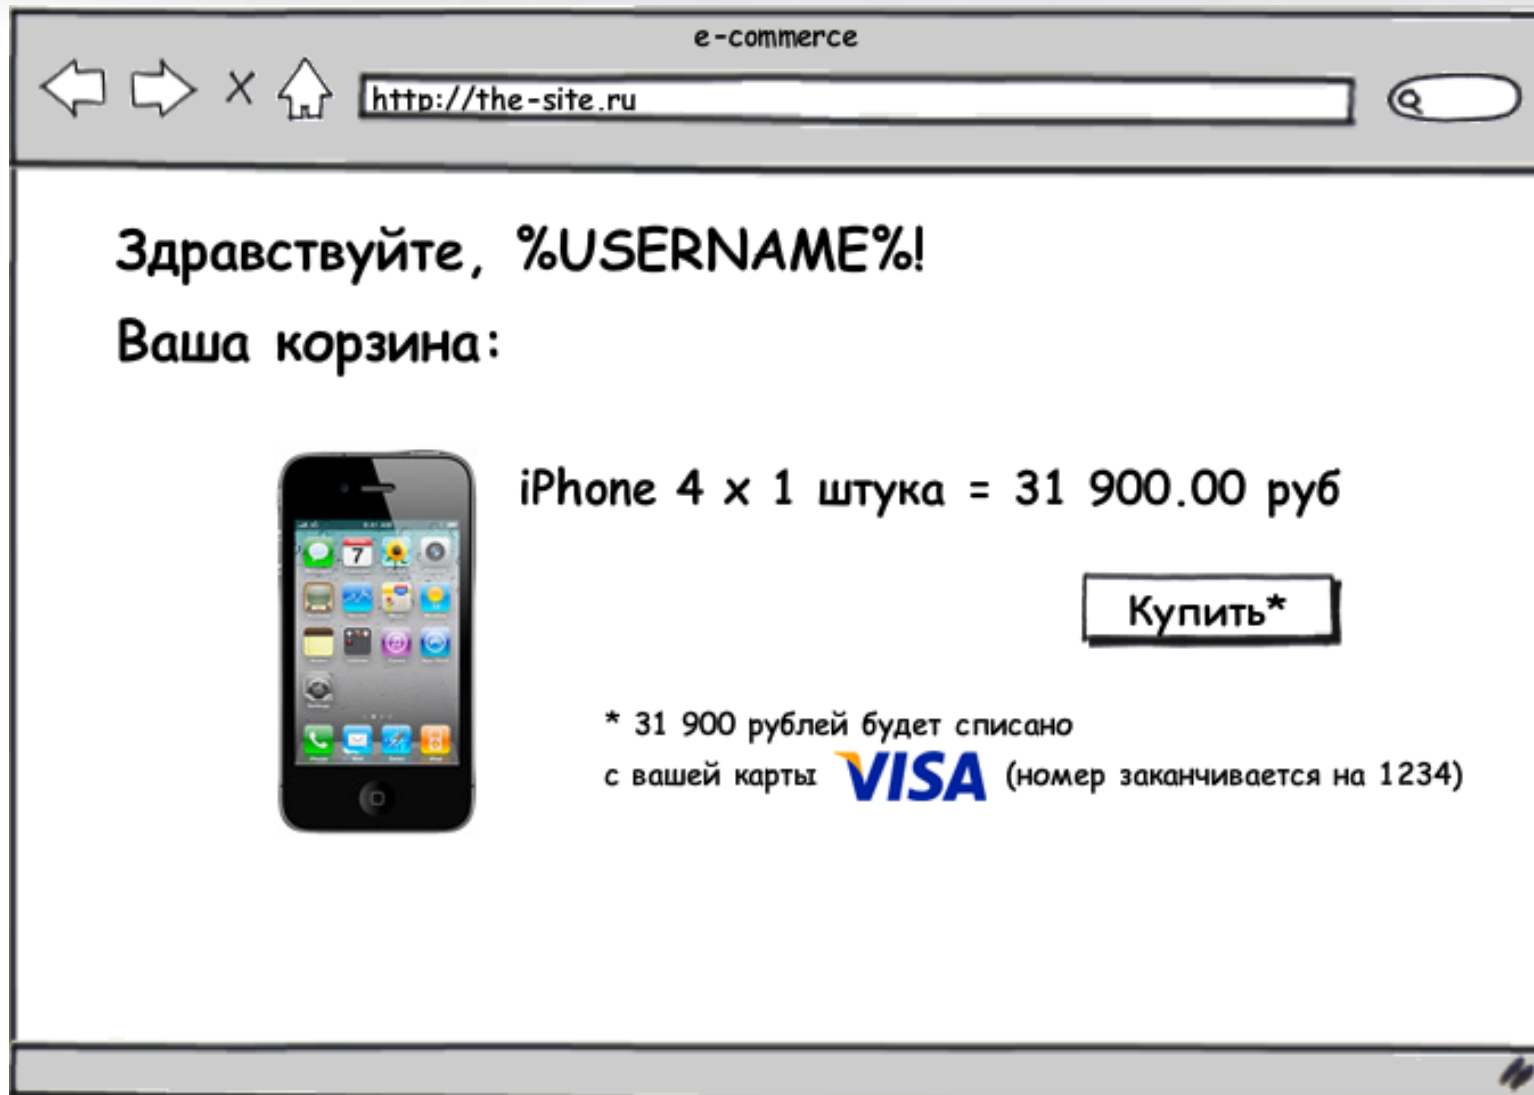 e-commerce
http://the-site.ru
Здравствуйте, %USERNAME%!
Ваша корзина:
iPhone 4 x 1 штука = 31 900.00 руб
Купить*
* 31 900 рублей будет списано
с вашей карты VISA (номер заканчивается на 1234)
7